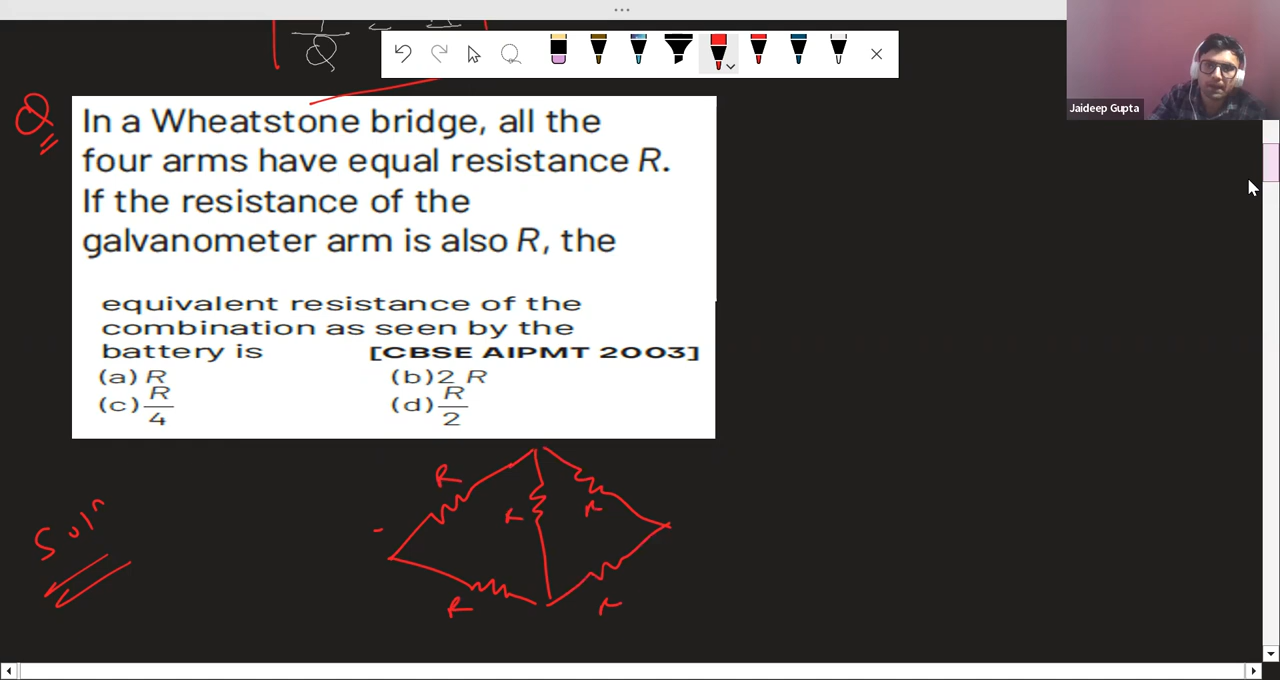 Q
Jaideep Gupta
Q
In a Wheatstone bridge, all the
four arms have equal resistance R.
If the resistance of the
galvanometer arm is also R, the
equivalent resistance of the
combination as seen by the
battery is [CBSE AIPMT 2003]
(a) R (b) 2 R
(c) R/4 (d) R/2
Solⁿ
R
R
R
R
R